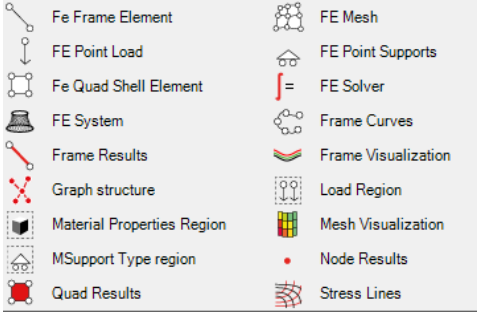 Fe Frame Element
FE Mesh
FE Point Load
FE Point Supports
Fe Quad Shell Element
= FE Solver
FE System
Frame Curves
Frame Results
Frame Visualization
Graph structure
Load Region
Material Properties Region
Mesh Visualization
MSupport Type region
Node Results
Quad Results
Stress Lines